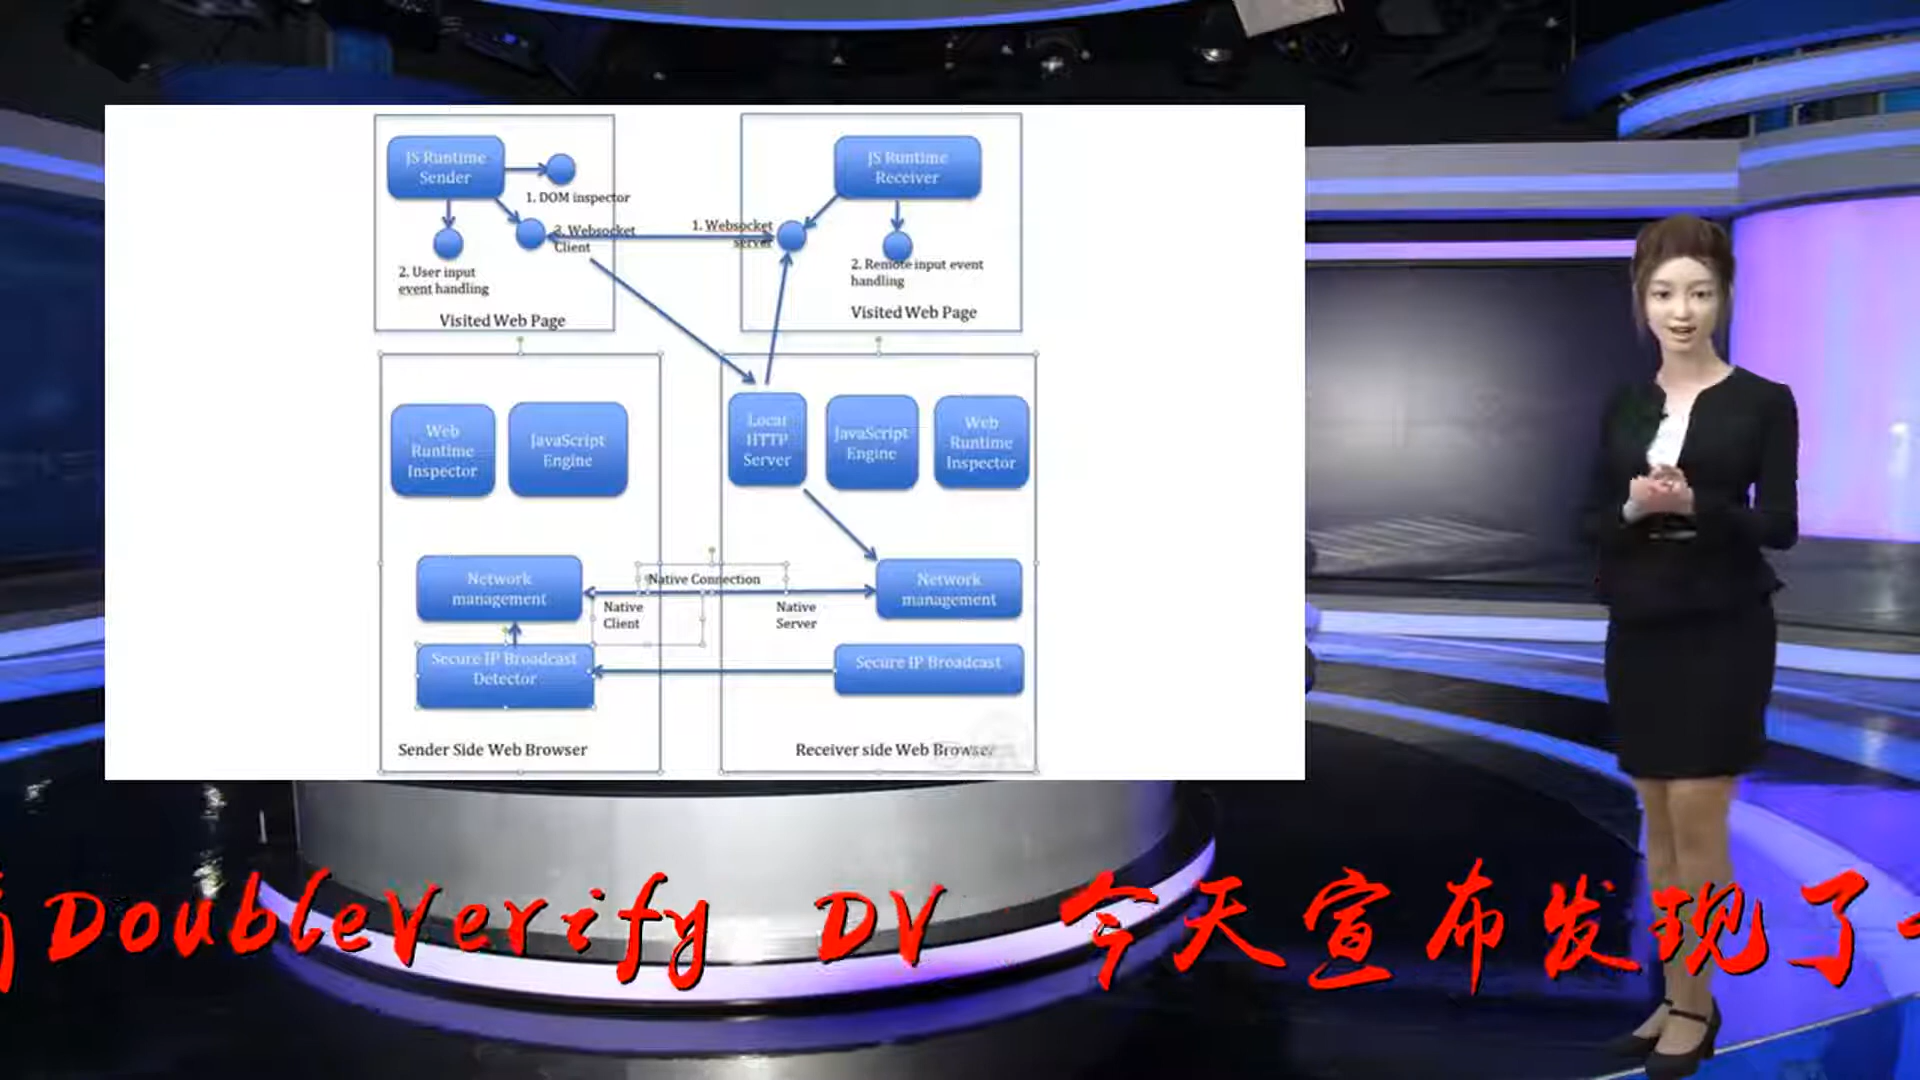 JS Runtime
Sender
1. DOM inspector
3. Websocket
Client
2. User input
event handling
Visited Web Page
JS Runtime
Receiver
1. Websocket
server
2. Remote input event
handling
Visited Web Page
Web
Runtime
Inspector
JavaScript
Engine
Local
HTTP
Server
JavaScript
Engine
Web
Runtime
Inspector
Network
management
Native Connection
Native
Client
Native
Server
Network
management
Secure IP Broadcast
Detector
Secure IP Broadcast
Sender Side Web Browser
Receiver side Web Browser
DoubleVerify DV 今天宣布发现了